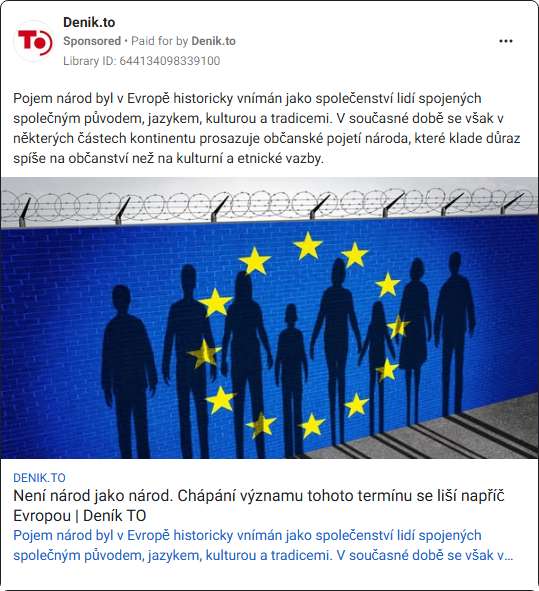 TO
Denik.to
Sponsored • Paid for by Denik.to
Library ID: 644134098339100
Pojem národ byl v Evropě historicky vnímán jako společenství lidí spojených
společným původem, jazykem, kulturou a tradicemi. V současné době se však v
některých částech kontinentu prosazuje občanské pojetí národa, které klade důraz
spíše na občanství než na kulturní a etnické vazby.
DENIK.TO
Není národ jako národ. Chápání významu tohoto termínu se liší napříč
Evropou | Deník TO
Pojem národ byl v Evropě historicky vnímán jako společenství lidí spojených
společným původem, jazykem, kulturou a tradicemi. V současné době se však v…